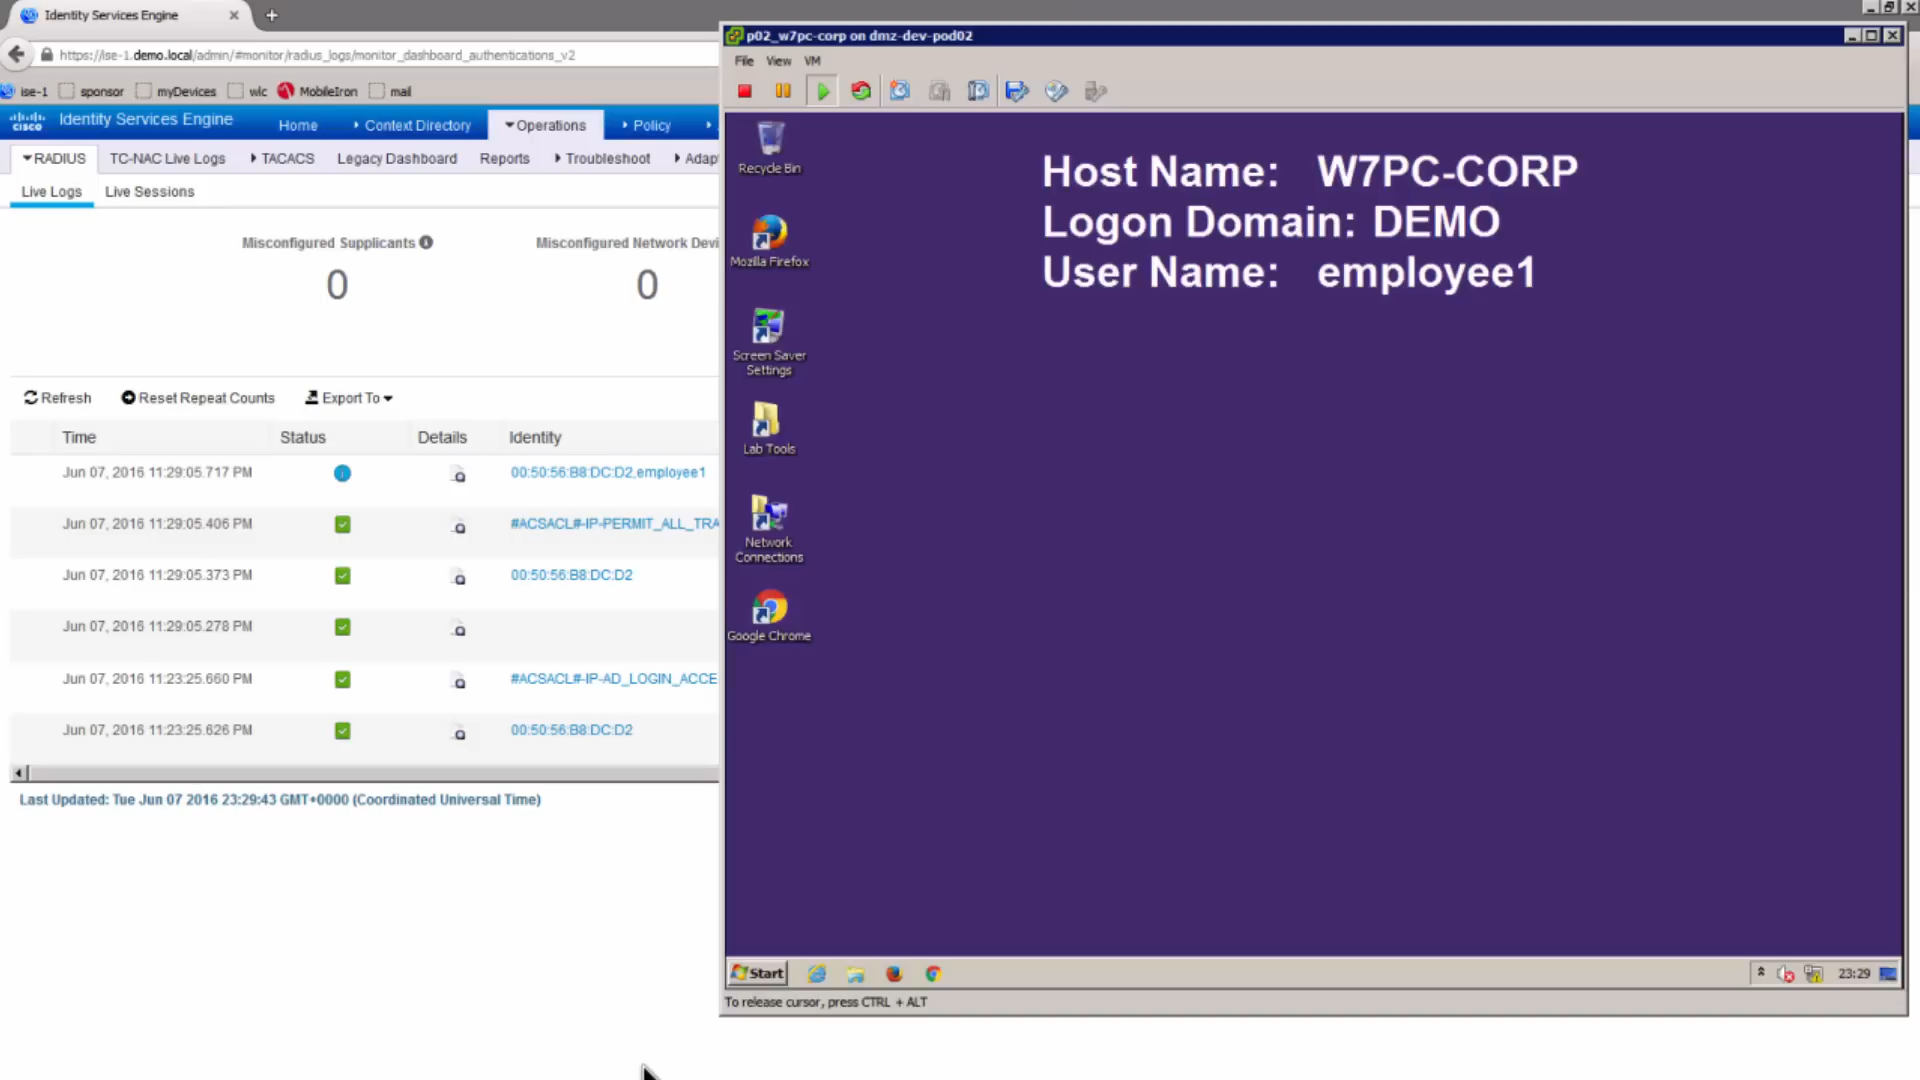 Identity Services Engine
https://ise-1.demo.local/admin/#monitor/radius_logs/monitor_dashboard_authentications_v2
ise-1 sponsor myDevices wlc MobileIron mail
cisco Identity Services Engine Home Context Directory Operations Policy
RADIUS TC-NAC Live Logs TACACS Legacy Dashboard Reports Troubleshoot Adap
Live Logs Live Sessions
Misconfigured Supplicants Misconfigured Network Devi
0 0
Refresh Reset Repeat Counts Export To
Time Status Details Identity
Jun 07, 2016 11:29:05.717 PM 00:50:56:B8:DC:D2,employee1
Jun 07, 2016 11:29:05.406 PM #ACSACL#-IP-PERMIT_ALL_TRA
Jun 07, 2016 11:29:05.373 PM 00:50:56:B8:DC:D2
Jun 07, 2016 11:29:05.278 PM
Jun 07, 2016 11:23:25.660 PM #ACSACL#-IP-AD_LOGIN_ACCE
Jun 07, 2016 11:23:25.626 PM 00:50:56:B8:DC:D2
Last Updated: Tue Jun 07 2016 23:29:43 GMT+0000 (Coordinated Universal Time)
p02_w7pc-corp on dmz-dev-pod02
File View VM
Host Name: W7PC-CORP
Logon Domain: DEMO
User Name: employee1
Recycle Bin
Mozilla Firefox
Screen Saver
Settings
Lab Tools
Network
Connections
Google Chrome
Start 23:29
To release cursor, press CTRL + ALT